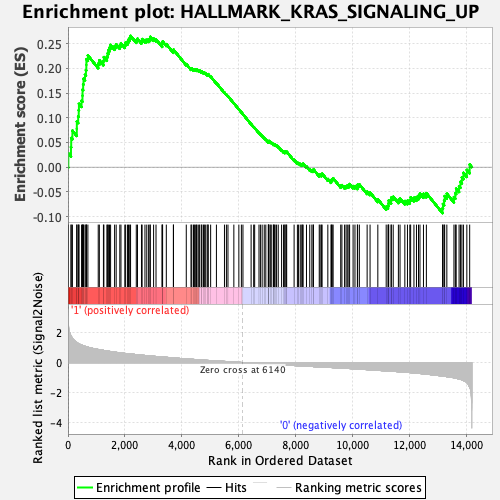 Enrichment plot: HALLMARK_KRAS_SIGNALING_UP
Enrichment score (ES)
0.25
0.20
0.15
0.10
0.05
0.00
-0.05
-0.10
'1' (positively correlated)
Ranked list metric (Signal2Noise)
2
0
-2
-4
Zero cross at 6140
'0' (negatively correlated)
0 2,000 4,000 6,000 8,000 10,000 12,000 14,000
Rank in Ordered Dataset
Enrichment profile Hits Ranking metric scores